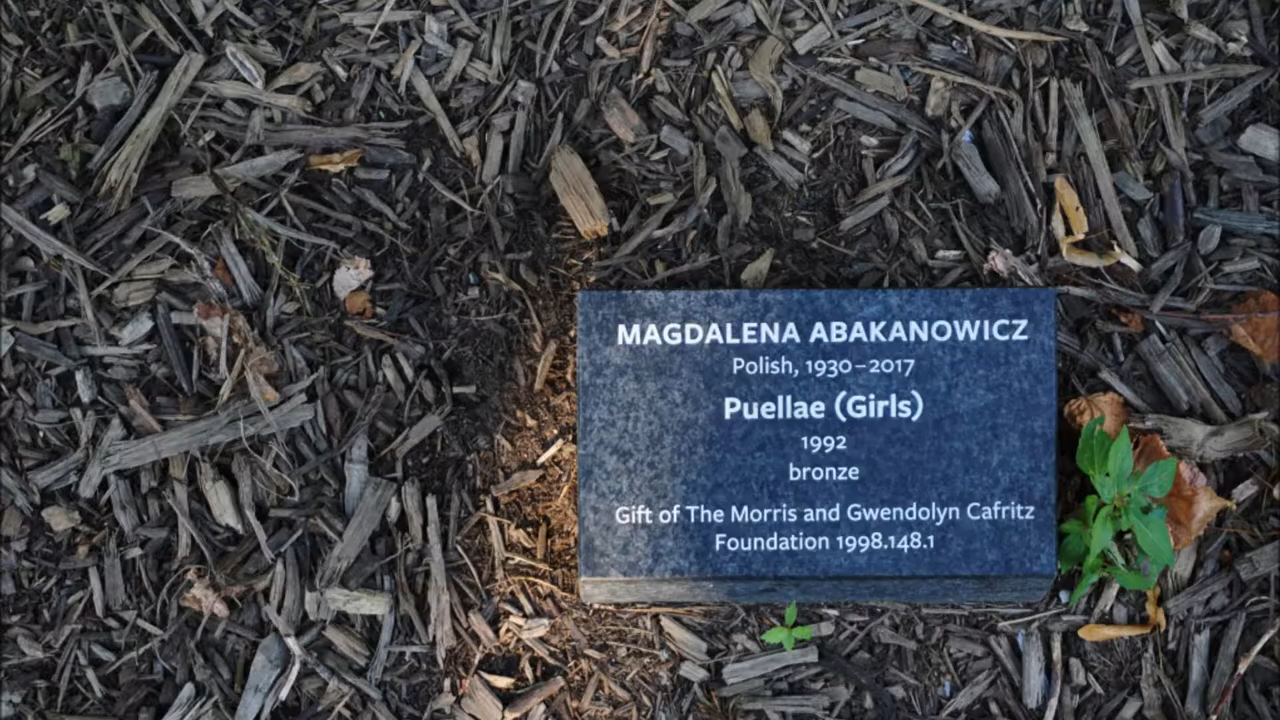 MAGDALENA ABAKANOWICZ
Polish, 1930–2017
Puellae (Girls)
1992
bronze
Gift of The Morris and Gwendolyn Cafritz
Foundation 1998.148.1